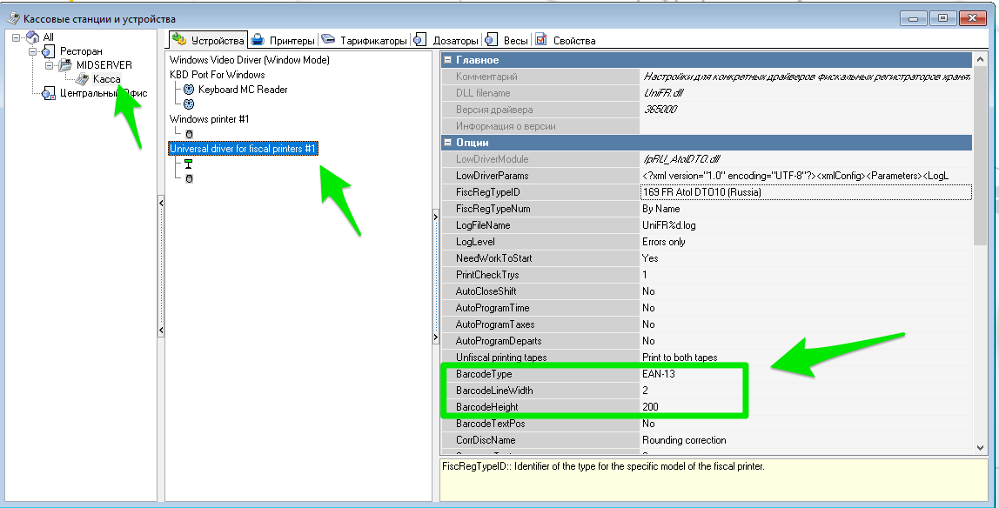 Кассовые станции и устройства
All
Ресторан
MIDSERVER
Касса
Центральный Офис
Устройства Принтеры Тарификаторы Дозаторы Весы Свойства
Windows Video Driver (Window Mode)
KBD Port For Windows
Keyboard MC Reader
Windows printer #1
Universal driver for fiscal printers #1
Главное
Комментарий Настройки для конкретных драйверов фискальных регистраторов хранят
DLL filename UniFR.dll
Версия драйвера 365000
Информация о версии
Опции
LowDriverModule fpRU_AtolDTO.dll
LowDriverParams <?xml version="1.0" encoding="UTF-8"?><xmlConfig><Parameters><LogL
FiscRegTypeID 169 FR Atol DTO10 (Russia)
FiscRegTypeNum By Name
LogFileName UniFR%d.log
LogLevel Errors only
NeedWorkToStart Yes
PrintCheckTrys 1
AutoCloseShift No
AutoProgramTime No
AutoProgramTaxes No
AutoProgramDeparts No
Unfiscal printing tapes Print to both tapes
BarcodeType EAN-13
BarcodeLineWidth 2
BarcodeHeight 200
BarcodeTextPos No
CorrDiscName Rounding correction
FiscRegTypeID:: Identifier of the type for the specific model of the fiscal printer.